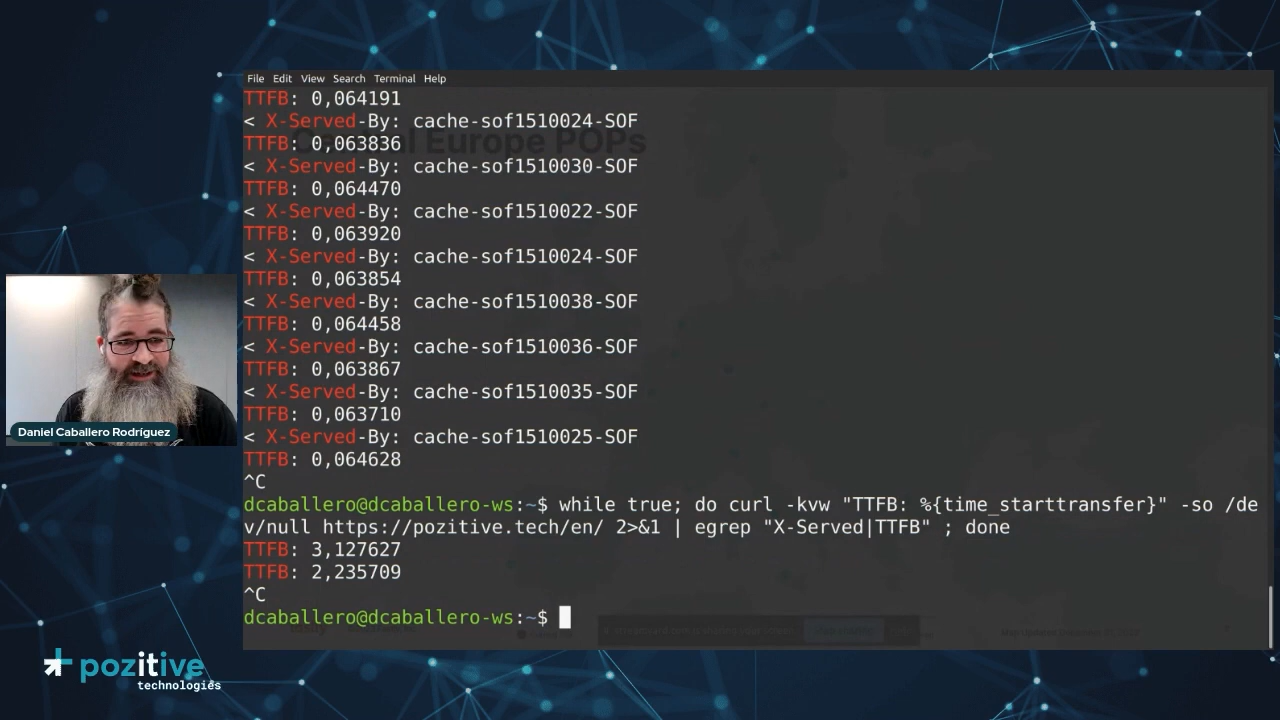 File Edit View Search Terminal Help
TTFB: 0,064191
< X-Served-By: cache-sof1510024-SOF
TTFB: 0,063836
< X-Served-By: cache-sof1510030-SOF
TTFB: 0,064470
< X-Served-By: cache-sof1510022-SOF
TTFB: 0,063920
< X-Served-By: cache-sof1510024-SOF
TTFB: 0,063854
< X-Served-By: cache-sof1510038-SOF
TTFB: 0,064458
< X-Served-By: cache-sof1510036-SOF
TTFB: 0,063867
< X-Served-By: cache-sof1510035-SOF
TTFB: 0,063710
< X-Served-By: cache-sof1510025-SOF
TTFB: 0,064628
^C
dcaballero@dcaballero-ws:~$ while true; do curl -kvw "TTFB: %{time_starttransfer}" -so /de
v/null https://pozitive.tech/en/ 2>&1 | egrep "X-Served|TTFB" ; done
TTFB: 3,127627
TTFB: 2,235709
^C
dcaballero@dcaballero-ws:~$
Europe POPs
Daniel Caballero Rodríguez
pozitive
technologies